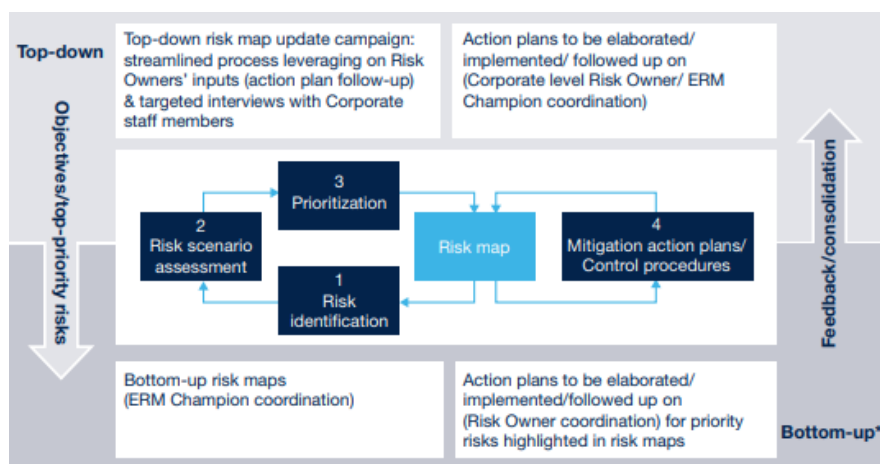 Top-down
Top-down risk map update campaign:
streamlined process leveraging on Risk
Owners' inputs (action plan follow-up)
& targeted interviews with Corporate
staff members
Action plans to be elaborated/
implemented/ followed up on
(Corporate level Risk Owner/ ERM
Champion coordination)
Objectives/top-priority risks
3
Prioritization
2
Risk scenario
assessment
Risk map
4
Mitigation action plans/
Control procedures
1
Risk
identification
Feedback/consolidation
Bottom-up risk maps
(ERM Champion coordination)
Action plans to be elaborated/
implemented/followed up on
(Risk Owner coordination) for priority
risks highlighted in risk maps
Bottom-up*